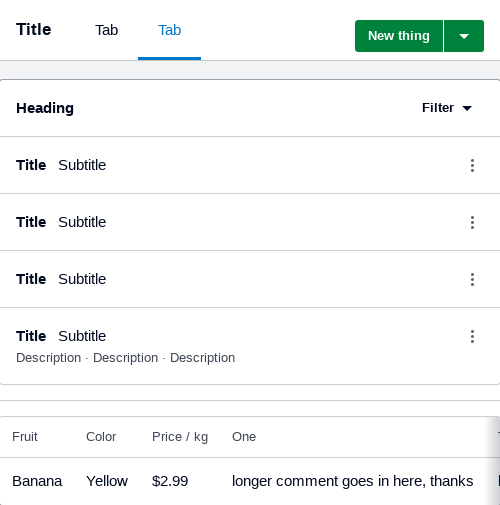 Title Tab Tab New thing
Heading Filter
Title Subtitle
Title Subtitle
Title Subtitle
Title Subtitle
Description · Description · Description
Fruit Color Price / kg One
Banana Yellow $2.99 longer comment goes in here, thanks